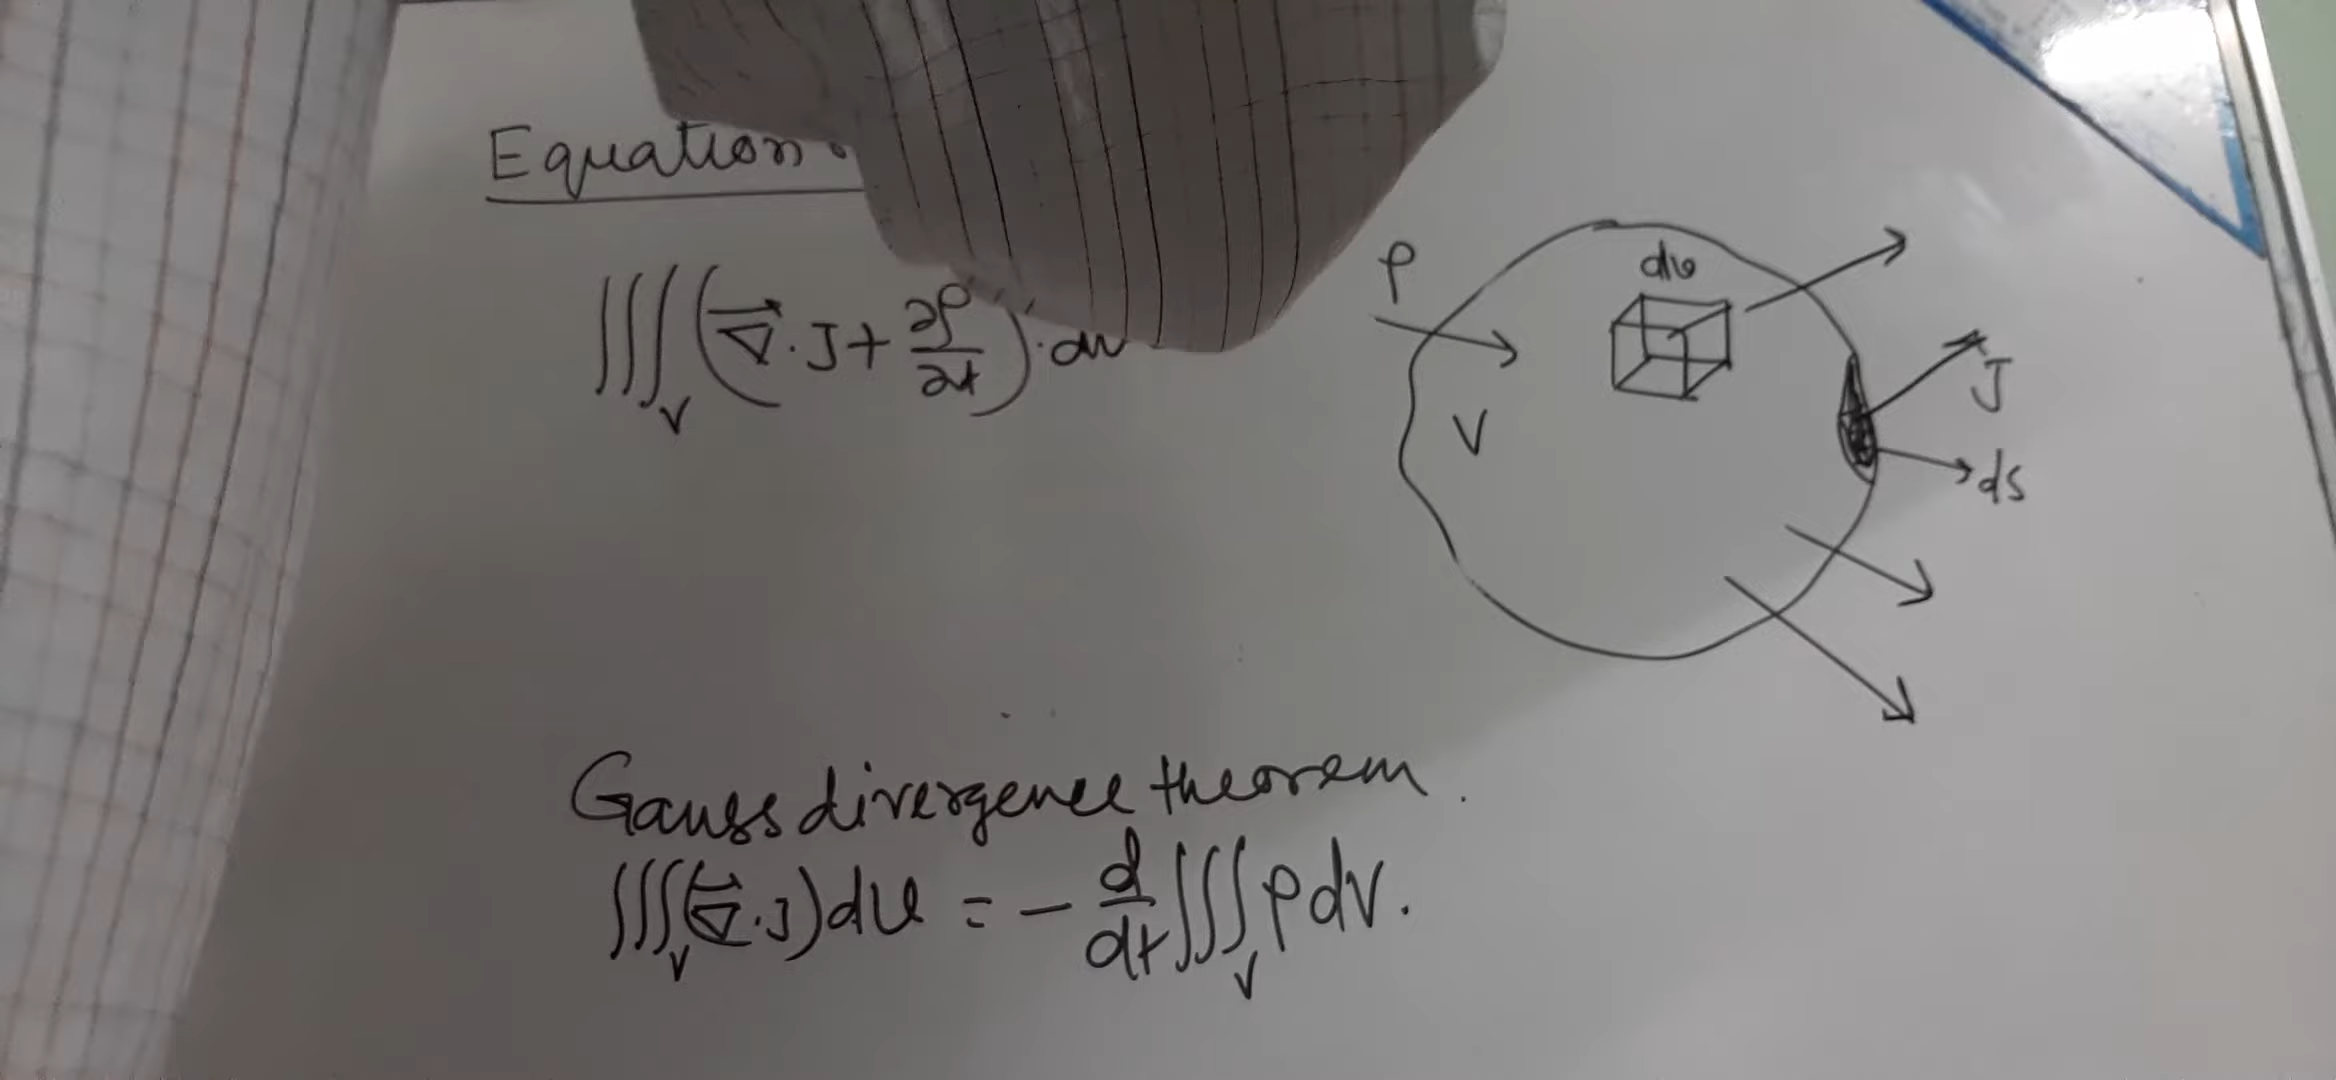 Equation
∭_V (∇⃗.J + ∂ρ/∂t).dv
ρ
dv
V
J
ds
Gauss divergence theorem.
∭_V (∇⃗.J)dv = - d/dt ∭_V ρ dV.